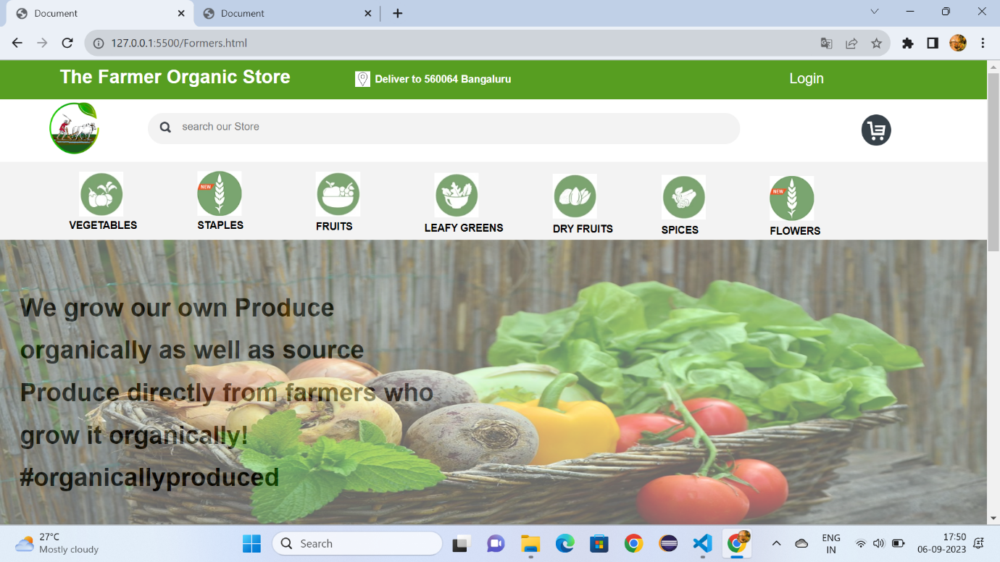 Document
Document
127.0.0.1:5500/Formers.html
The Farmer Organic Store
Deliver to 560064 Bangaluru
Login
search our Store
NEW
NEW
VEGETABLES
STAPLES
FRUITS
LEAFY GREENS
DRY FRUITS
SPICES
FLOWERS
We grow our own Produce
organically as well as source
Produce directly from farmers who
grow it organically!
#organicallyproduced
27°C
Mostly cloudy
Search
ENG
IN
17:50
06-09-2023